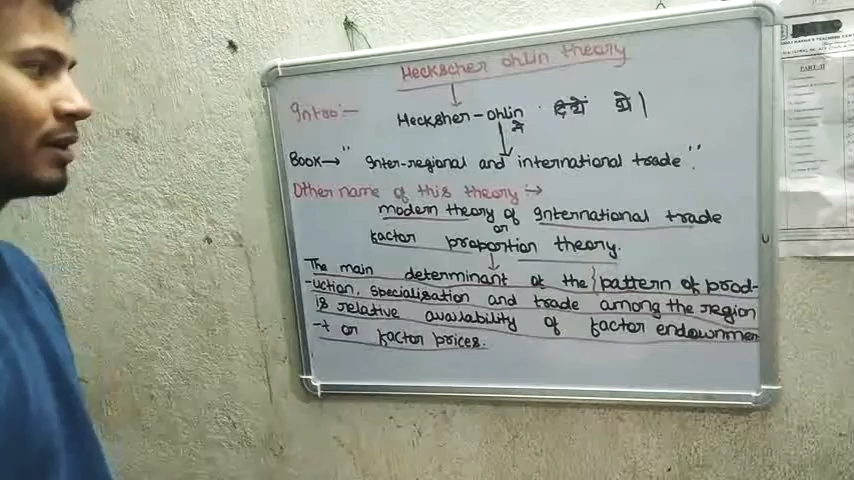 Heckscher ohlin theory
Intro:-
Hecksher-ohlin ने दिये थे।
Book→ "Inter-regional and international trade".
Other name of this theory:→
modern theory of International trade
or
factor proportion theory.
The main determinant of the pattern of prod-
-uction, specialisation and trade among the region
is relative availability of factor endowmen
-t or factor prices.
PART-II